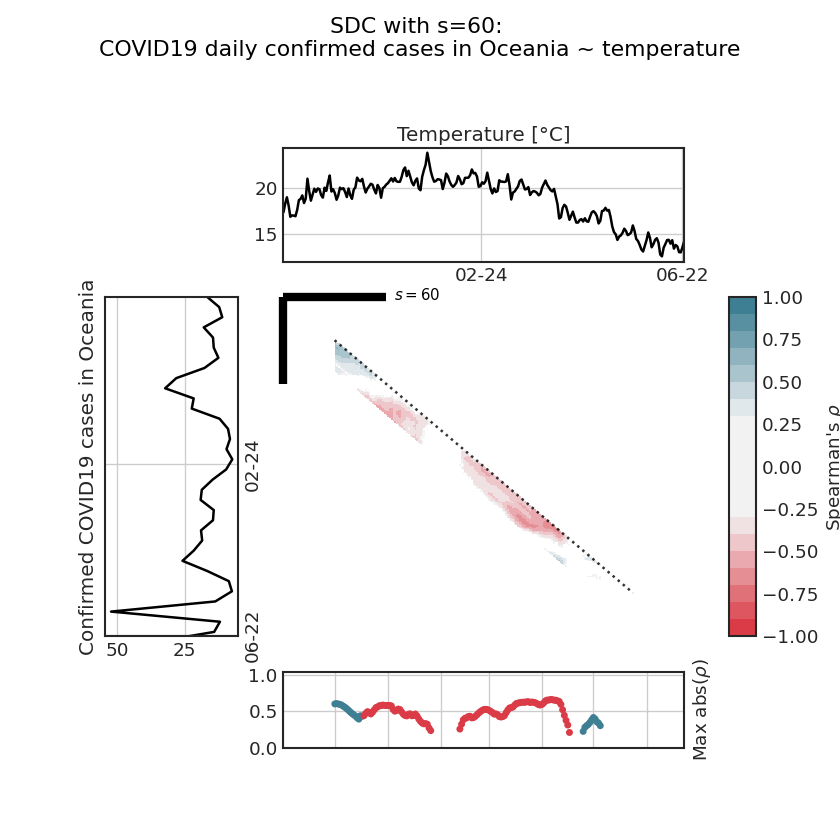 SDC with s=60:
COVID19 daily confirmed cases in Oceania ~ temperature
Temperature [°C]
20
15
02-24
06-22
s = 60
Confirmed COVID19 cases in Oceania
02-24
06-22
50
25
1.00
0.75
0.50
0.25
0.00
−0.25
−0.50
−0.75
−1.00
Spearman's ρ
1.0
0.5
0.0
Max abs(ρ)